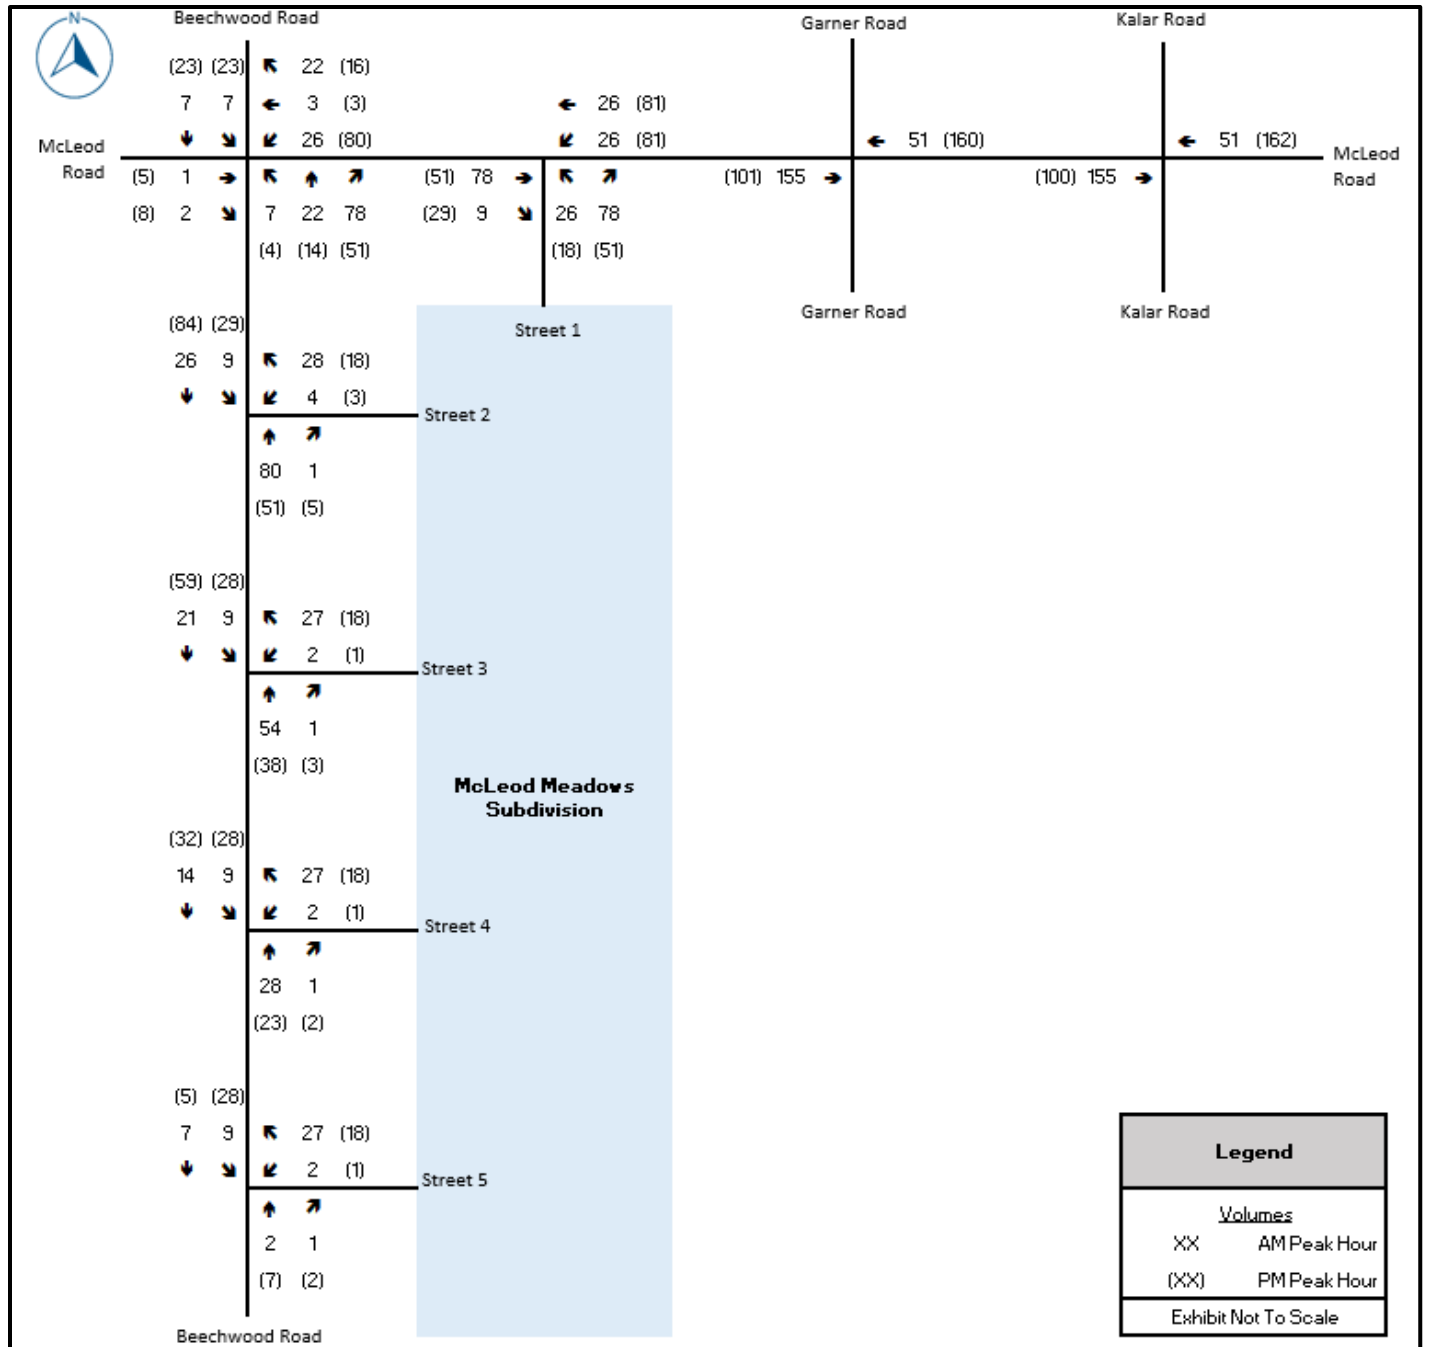 N
Beechwood Road
Garner Road
Kalar Road
(23) (23) 22 (16)
7 7 3 (3) 26 (81)
26 (80) 26 (81) 51 (160) 51 (162)
McLeod
Road
McLeod
Road
(5) 1 (51) 78 (101) 155 (100) 155
(8) 2 7 22 78 (29) 9 26 78
(4) (14) (51) (18) (51)
Garner Road
Kalar Road
Street 1
(84) (29)
26 9 28 (18)
4 (3)
Street 2
80 1
(51) (5)
(59) (28)
21 9 27 (18)
2 (1)
Street 3
54 1
(38) (3)
McLeod Meadows
Subdivision
(32) (28)
14 9 27 (18)
2 (1)
Street 4
28 1
(23) (2)
(5) (28)
7 9 27 (18)
2 (1)
Street 5
2 1
(7) (2)
Beechwood Road
Legend
Volumes
XX AM Peak Hour
(XX) PM Peak Hour
Exhibit Not To Scale